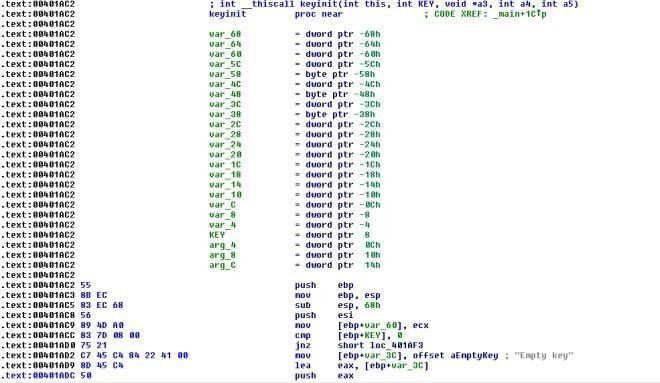 .text:00401AC2 ; int __thiscall keyinit(int this, int KEY, void *a3, int a4, int a5)
.text:00401AC2 keyinit proc near ; CODE XREF: _main+1C↑p
.text:00401AC2
.text:00401AC2 var_68 = dword ptr -68h
.text:00401AC2 var_64 = dword ptr -64h
.text:00401AC2 var_60 = dword ptr -60h
.text:00401AC2 var_5C = dword ptr -5Ch
.text:00401AC2 var_58 = byte ptr -58h
.text:00401AC2 var_4C = dword ptr -4Ch
.text:00401AC2 var_48 = byte ptr -48h
.text:00401AC2 var_3C = dword ptr -3Ch
.text:00401AC2 var_38 = byte ptr -38h
.text:00401AC2 var_2C = dword ptr -2Ch
.text:00401AC2 var_28 = dword ptr -28h
.text:00401AC2 var_24 = dword ptr -24h
.text:00401AC2 var_20 = dword ptr -20h
.text:00401AC2 var_1C = dword ptr -1Ch
.text:00401AC2 var_18 = dword ptr -18h
.text:00401AC2 var_14 = dword ptr -14h
.text:00401AC2 var_10 = dword ptr -10h
.text:00401AC2 var_C = dword ptr -0Ch
.text:00401AC2 var_8 = dword ptr -8
.text:00401AC2 var_4 = dword ptr -4
.text:00401AC2 KEY = dword ptr 8
.text:00401AC2 arg_4 = dword ptr 0Ch
.text:00401AC2 arg_8 = dword ptr 10h
.text:00401AC2 arg_C = dword ptr 14h
.text:00401AC2
.text:00401AC2 55 push ebp
.text:00401AC3 8B EC mov ebp, esp
.text:00401AC5 83 EC 68 sub esp, 68h
.text:00401AC8 56 push esi
.text:00401AC9 89 4D A0 mov [ebp+var_60], ecx
.text:00401ACC 83 7D 08 00 cmp [ebp+KEY], 0
.text:00401AD0 75 21 jnz short loc_401AF3
.text:00401AD2 C7 45 C4 84 22 41 00 mov [ebp+var_3C], offset aEmptyKey ; "Empty key"
.text:00401AD9 8D 45 C4 lea eax, [ebp+var_3C]
.text:00401ADC 50 push eax